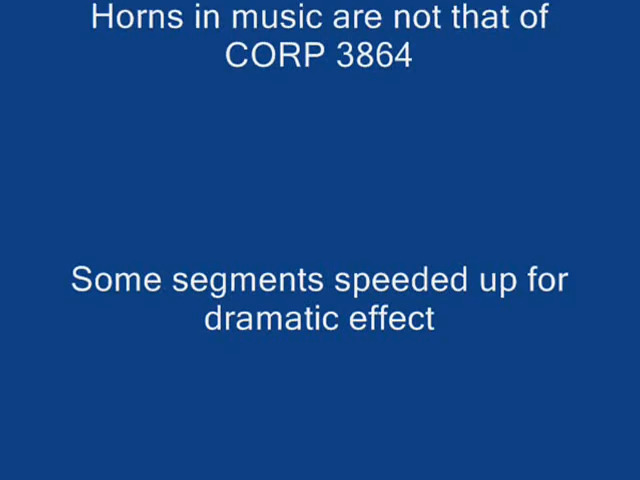 Horns in music are not that of
CORP 3864
Some segments speeded up for
dramatic effect